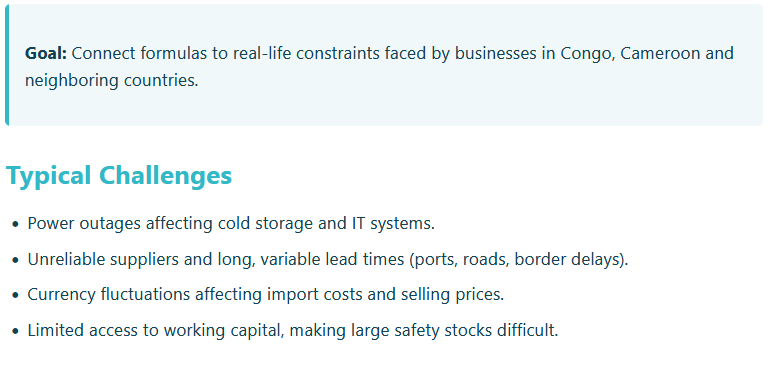 Goal: Connect formulas to real-life constraints faced by businesses in Congo, Cameroon and
neighboring countries.
Typical Challenges
• Power outages affecting cold storage and IT systems.
• Unreliable suppliers and long, variable lead times (ports, roads, border delays).
• Currency fluctuations affecting import costs and selling prices.
• Limited access to working capital, making large safety stocks difficult.